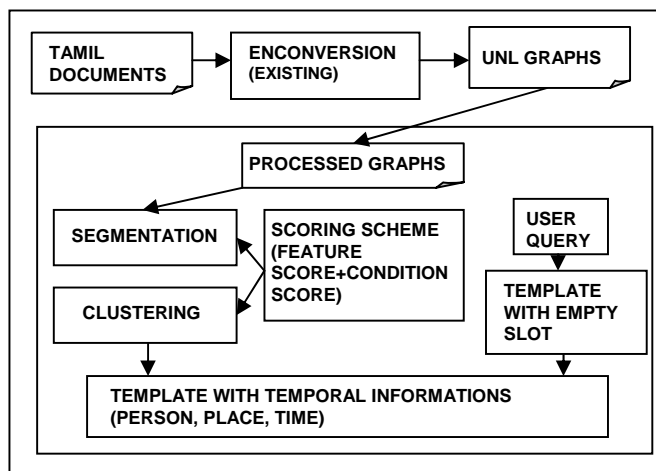 TAMIL
DOCUMENTS
ENCONVERSION
(EXISTING)
UNL GRAPHS
PROCESSED GRAPHS
SEGMENTATION
SCORING SCHEME
(FEATURE
SCORE+CONDITION
SCORE)
USER
QUERY
CLUSTERING
TEMPLATE
WITH EMPTY
SLOT
TEMPLATE WITH TEMPORAL INFORMATIONS
(PERSON, PLACE, TIME)